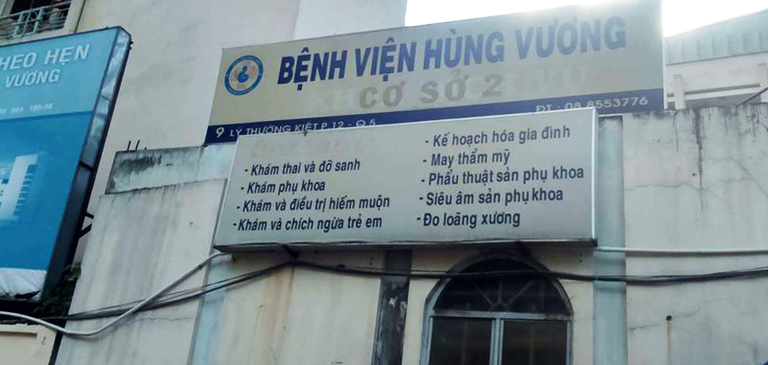 HEO HẸN
VƯƠNG
BỆNH VIỆN HÙNG VƯƠNG
CƠ SỞ 2
ĐT: 08.8553776
9 LÝ THƯỜNG KIỆT P.12 - Q.5
- Khám thai và đỡ sanh
- Khám phụ khoa
- Khám và điều trị hiếm muộn
- Khám và chích ngừa trẻ em
- Kế hoạch hóa gia đình
- May thẩm mỹ
- Phẩu thuật sản phụ khoa
- Siêu âm sản phụ khoa
- Đo loãng xương